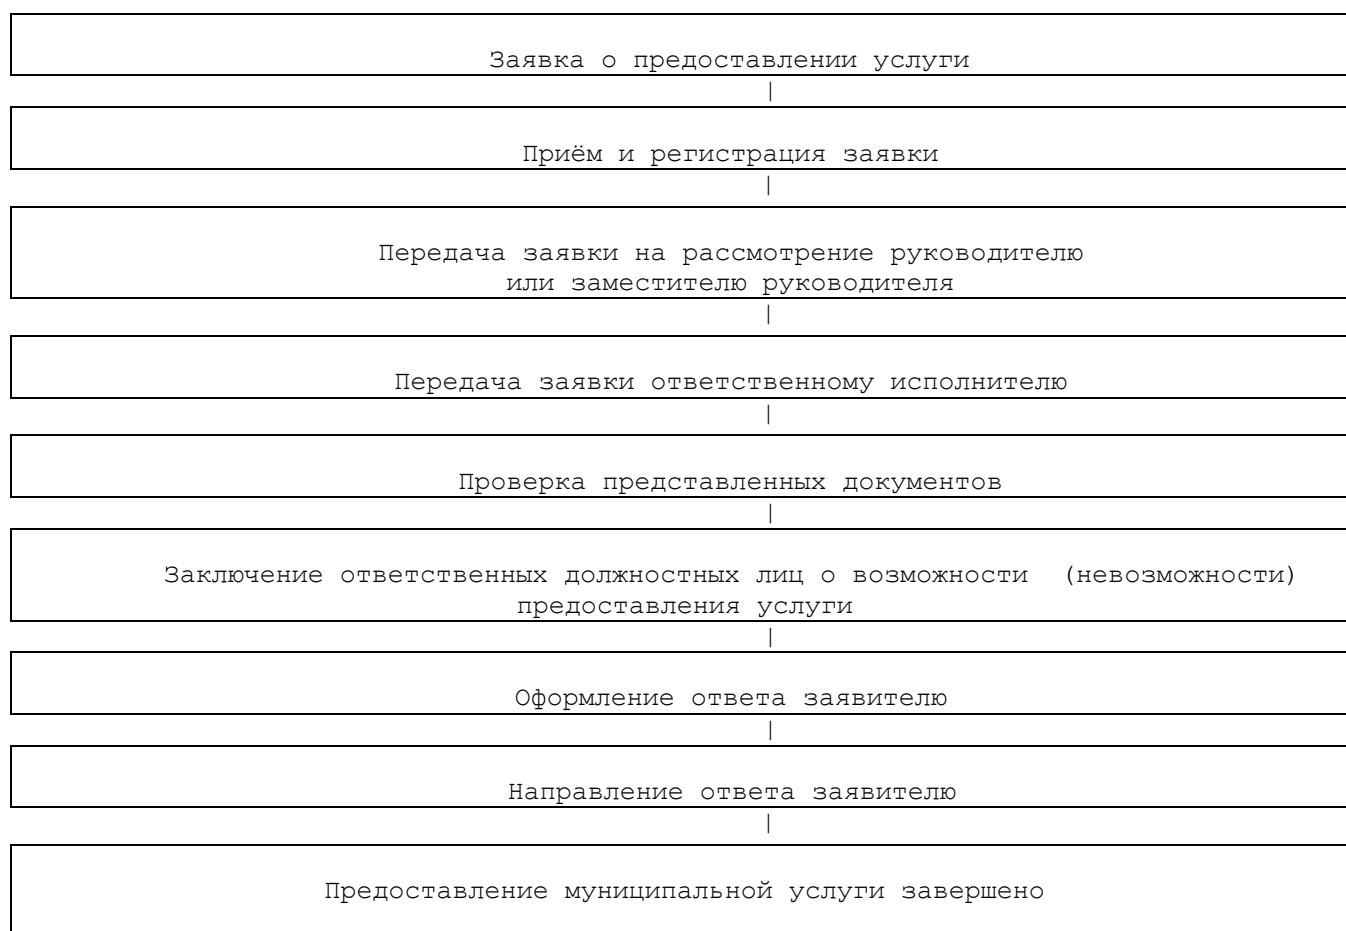 Заявка о предоставлении услуги
|
Приём и регистрация заявки
|
Передача заявки на рассмотрение руководителю
или заместителю руководителя
|
Передача заявки ответственному исполнителю
|
Проверка представленных документов
|
Заключение ответственных должностных лиц о возможности (невозможности)
предоставления услуги
|
Оформление ответа заявителю
|
Направление ответа заявителю
|
Предоставление муниципальной услуги завершено